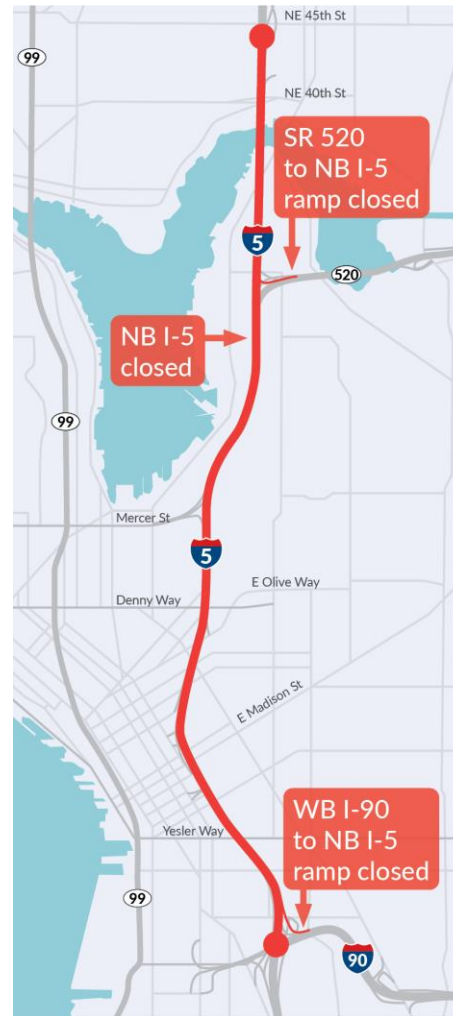 NE 45th St
99
NE 40th St
SR 520
to NB I-5
ramp closed
5
520
NB I-5
closed
99
Mercer St
5
E Olive Way
Denny Way
E Madison St
WB I-90
to NB I-5
ramp closed
Yesler Way
99
90